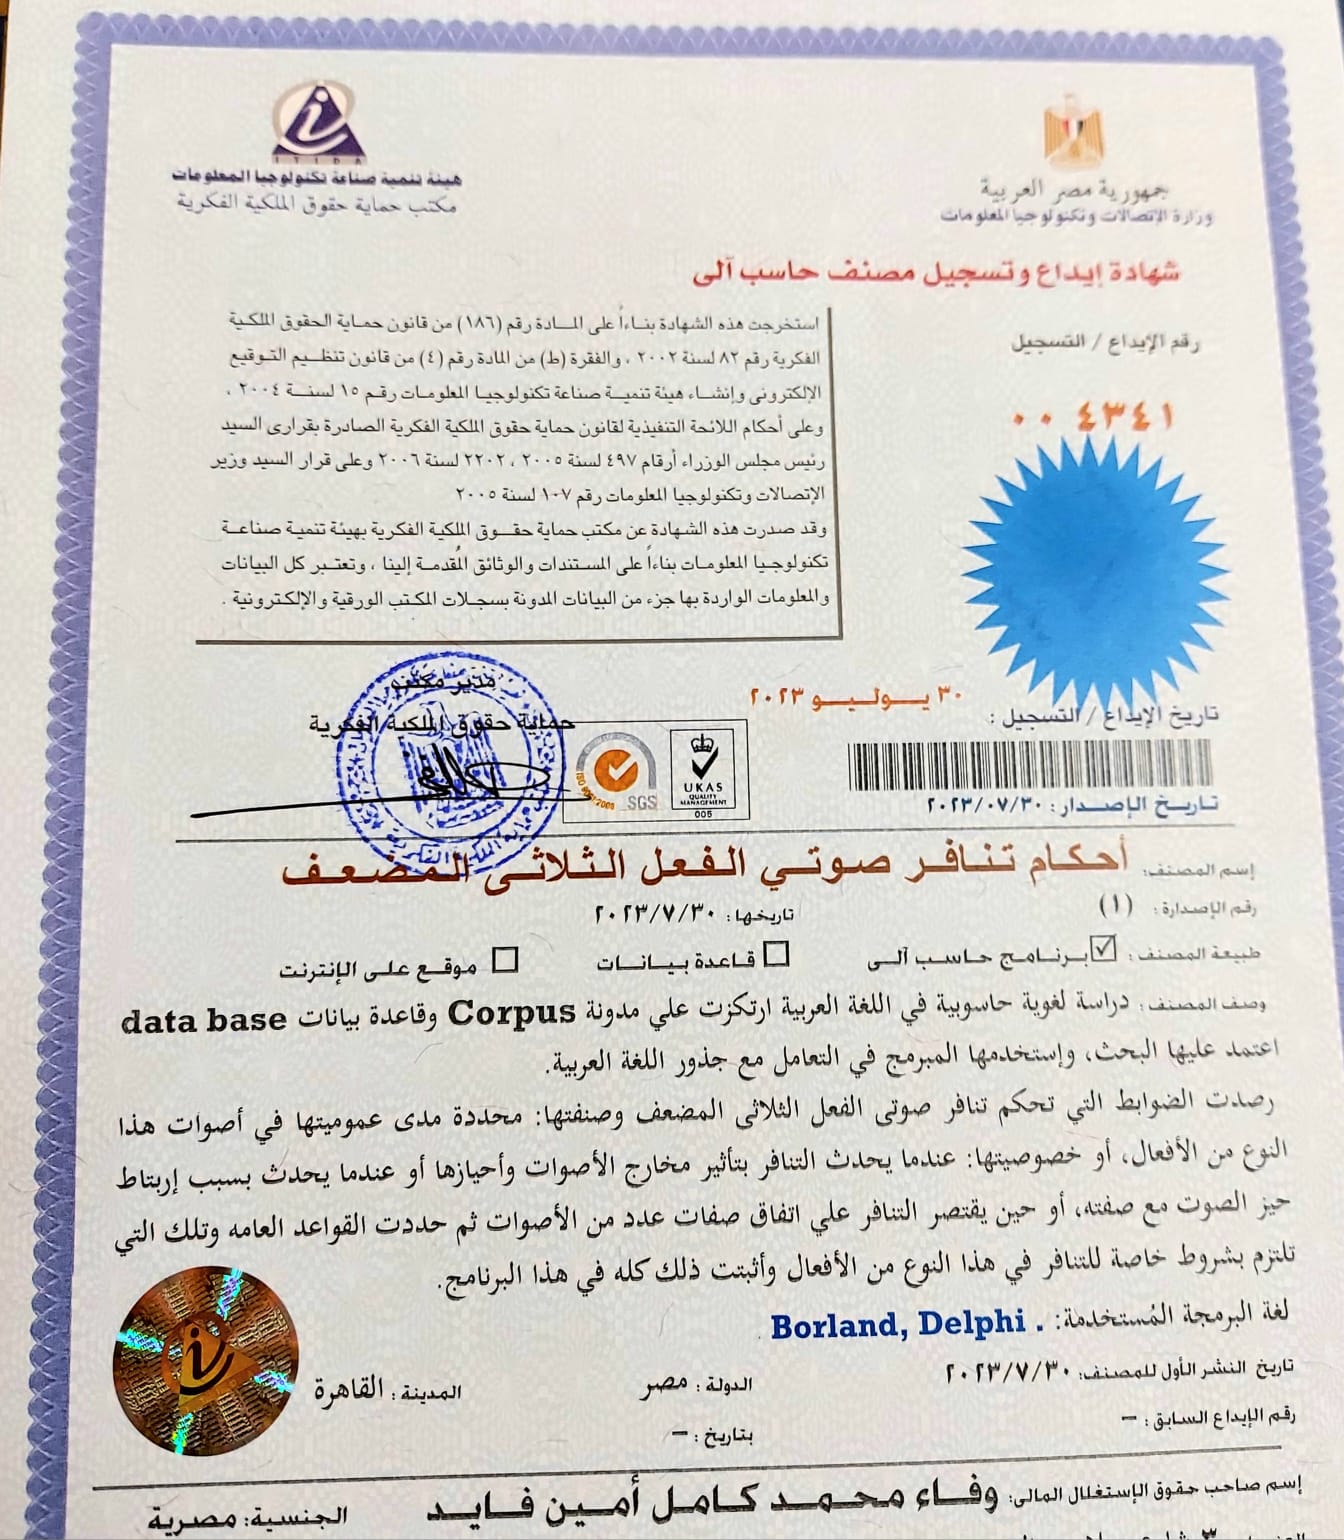 جمهورية مصر العربية
وزارة الإتصالات وتكنولوجيا المعلومات
ITIDA
هيئة تنمية صناعة تكنولوجيا المعلومات
مكتب حماية حقوق الملكية الفكرية
شهادة إيداع وتسجيل مصنف حاسب آلى
رقم الإيداع / التسجيل
٠٠٤٣٤١
استخرجت هذه الشهادة بناءاً على المادة رقم (١٨٦) من قانون حماية الحقوق الملكية
الفكرية رقم ٨٢ لسنة ٢٠٠٢ ، والفقرة (ط) من المادة رقم (٤) من قانون تنظيم التوقيع
الإلكترونى وإنشاء هيئة تنمية صناعة تكنولوجيا المعلومات رقم ١٥ لسنة ٢٠٠٤ ،
وعلى أحكام اللائحة التنفيذية لقانون حماية حقوق الملكية الفكرية الصادرة بقرارى السيد
رئيس مجلس الوزراء أرقام ٤٩٧ لسنة ٢٠٠٥ ، ٢٢٠٢ لسنة ٢٠٠٦ وعلى قرار السيد وزير
الإتصالات وتكنولوجيا المعلومات رقم ١٠٧ لسنة ٢٠٠٥
وقد صدرت هذه الشهادة عن مكتب حماية حقوق الملكية الفكرية بهيئة تنمية صناعة
تكنولوجيا المعلومات بناءاً على المستندات والوثائق المُقدمة إلينا ، وتعتبر كل البيانات
والمعلومات الواردة بها جزء من البيانات المدونة بسجلات المكتب الورقية والإلكترونية .
مدير مكتب
حماية حقوق الملكية الفكرية
SGS
UKAS
QUALITY
MANAGEMENT
005
٣٠ يوليو ٢٠٢٣
تاريخ الإيداع / التسجيل :
تاريخ الإصدار : ٢٠٢٣/٠٧/٣٠
إسم المصنف: أحكام تنافر صوتي الفعل الثلاثى المضعف
رقم الإصدارة: (١) تاريخها: ٢٠٢٣/٧/٣٠
طبيعة المصنف: برنامج حاسب آلى قاعدة بيانات موقع على الإنترنت
وصف المصنف: دراسة لغوية حاسوبية في اللغة العربية ارتكزت علي مدونة Corpus وقاعدة بيانات data base
اعتمد عليها البحث، وإستخدمها المبرمج في التعامل مع جذور اللغة العربية.
رصدت الضوابط التي تحكم تنافر صوتى الفعل الثلاثى المضعف وصنفتها: محددة مدى عموميتها في أصوات هذا
النوع من الأفعال، أو خصوصيتها: عندما يحدث التنافر بتأثير مخارج الأصوات وأحيازها أو عندما يحدث بسبب إربتاط
حيز الصوت مع صفته، أو حين يقتصر التنافر علي اتفاق صفات عدد من الأصوات ثم حددت القواعد العامه وتلك التي
تلتزم بشروط خاصة للتنافر في هذا النوع من الأفعال وأثبتت ذلك كله في هذا البرنامج.
لغة البرمجة المُستخدمة: Borland, Delphi .
تاريخ النشر الأول للمصنف: ٢٠٢٣/٧/٣٠ الدولة: مصر المدينة: القاهرة
رقم الإيداع السابق: – بتاريخ: –
إسم صاحب حقوق الإستغلال المالى: وفاء محمد كامل أمين فايد الجنسية: مصرية